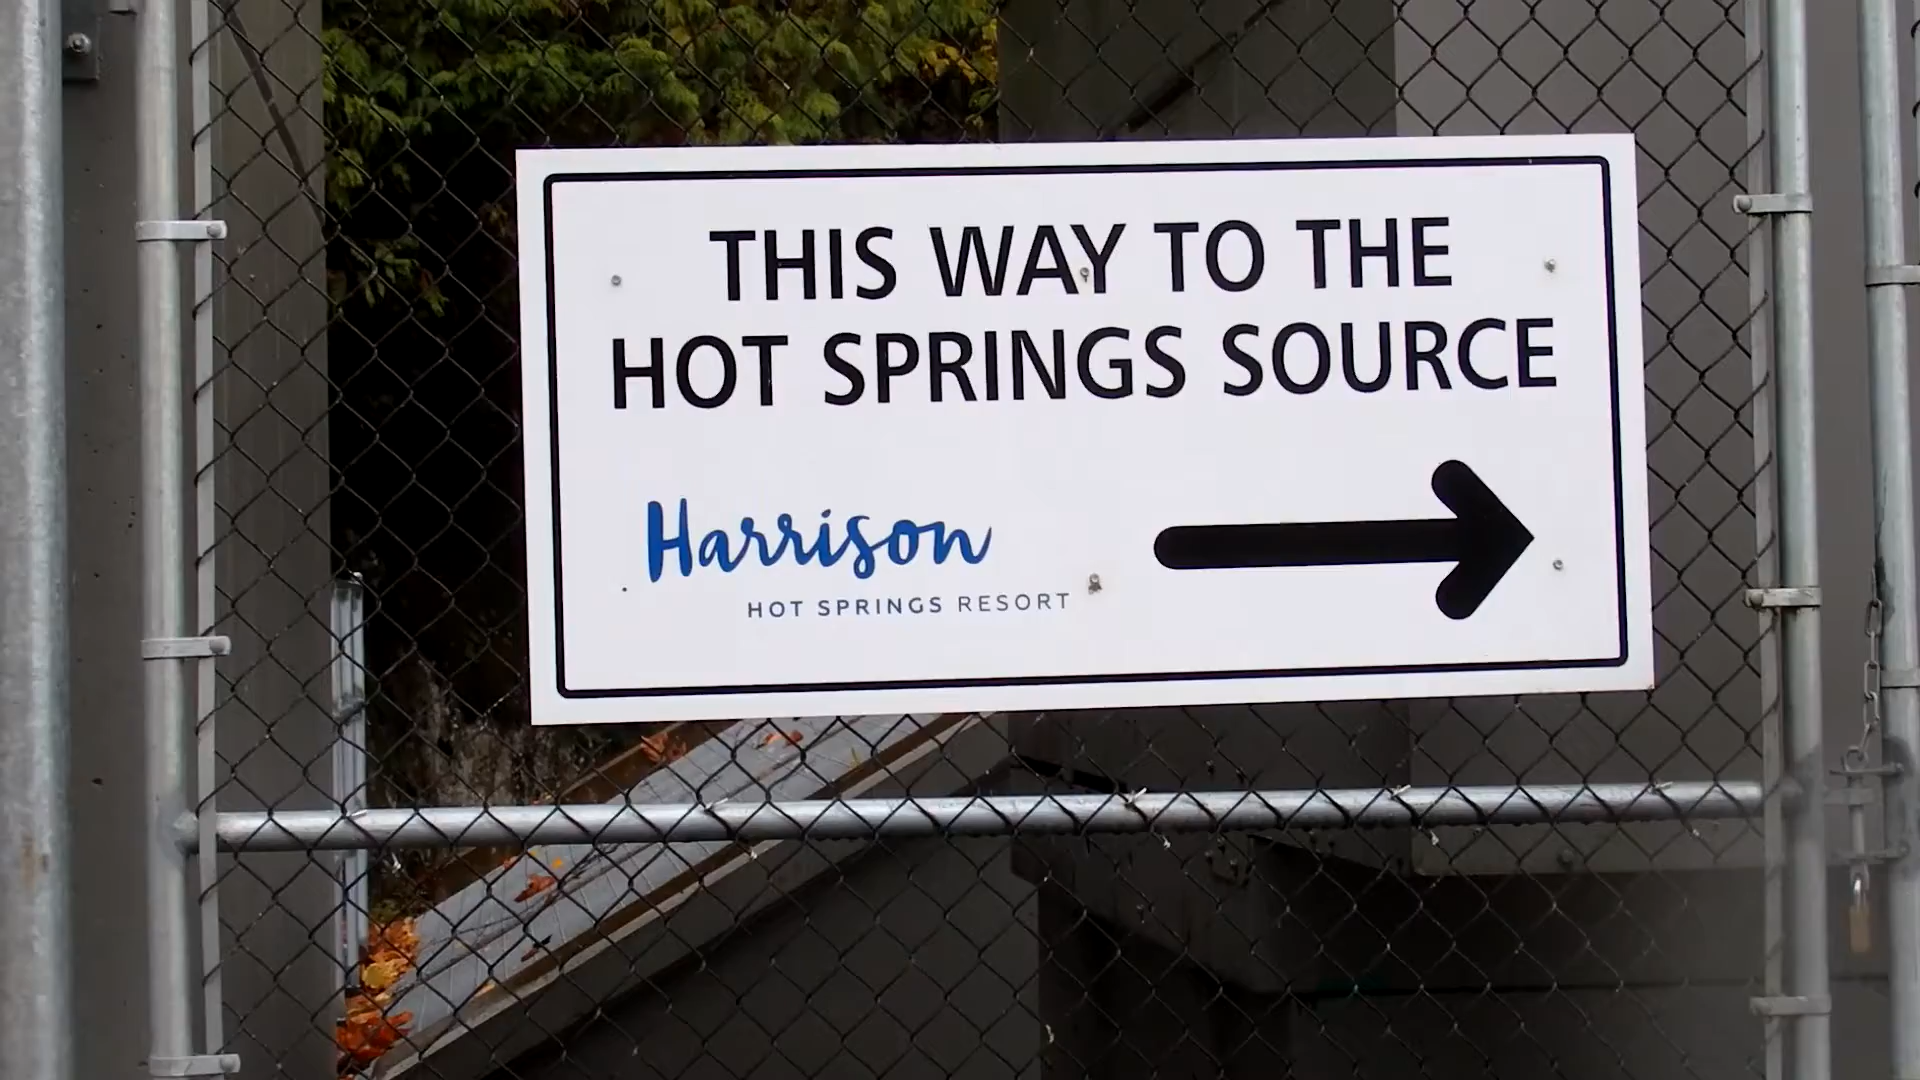 THIS WAY TO THE
HOT SPRINGS SOURCE
Harrison
HOT SPRINGS RESORT